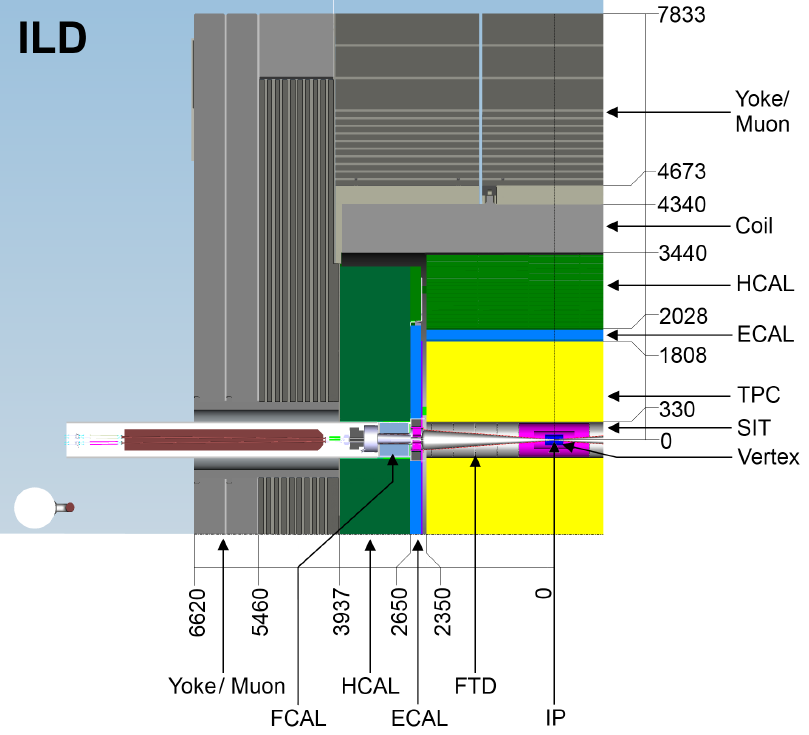 ILD
7833
Yoke/
Muon
4673
4340
Coil
3440
HCAL
2028
ECAL
1808
TPC
330
SIT
0
Vertex
6620
5460
3937
2650
2350
0
Yoke/ Muon
HCAL
FTD
FCAL
ECAL
IP